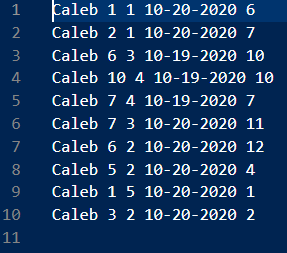 1 Caleb 1 1 10-20-2020 6
2 Caleb 2 1 10-20-2020 7
3 Caleb 6 3 10-19-2020 10
4 Caleb 10 4 10-19-2020 10
5 Caleb 7 4 10-19-2020 7
6 Caleb 7 3 10-20-2020 11
7 Caleb 6 2 10-20-2020 12
8 Caleb 5 2 10-20-2020 4
9 Caleb 1 5 10-20-2020 1
10 Caleb 3 2 10-20-2020 2
11